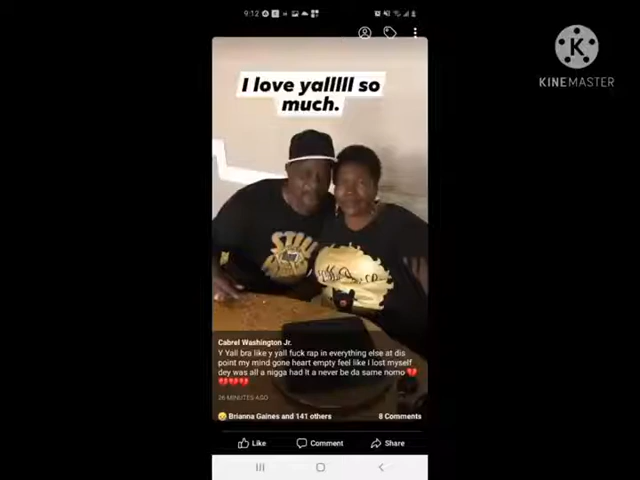 9:12
KINEMASTER
I love yalllll so
much.
STILL
Cabrel Washington Jr.
Y Yall bra like y yall fuck rap in everything else at dis
point my mind gone heart empty feel like I lost myself
dey was all a nigga had It a never be da same nomo💔
💔💔💔
26 MINUTES AGO
Brianna Gaines and 141 others
8 Comments
Like
Comment
Share